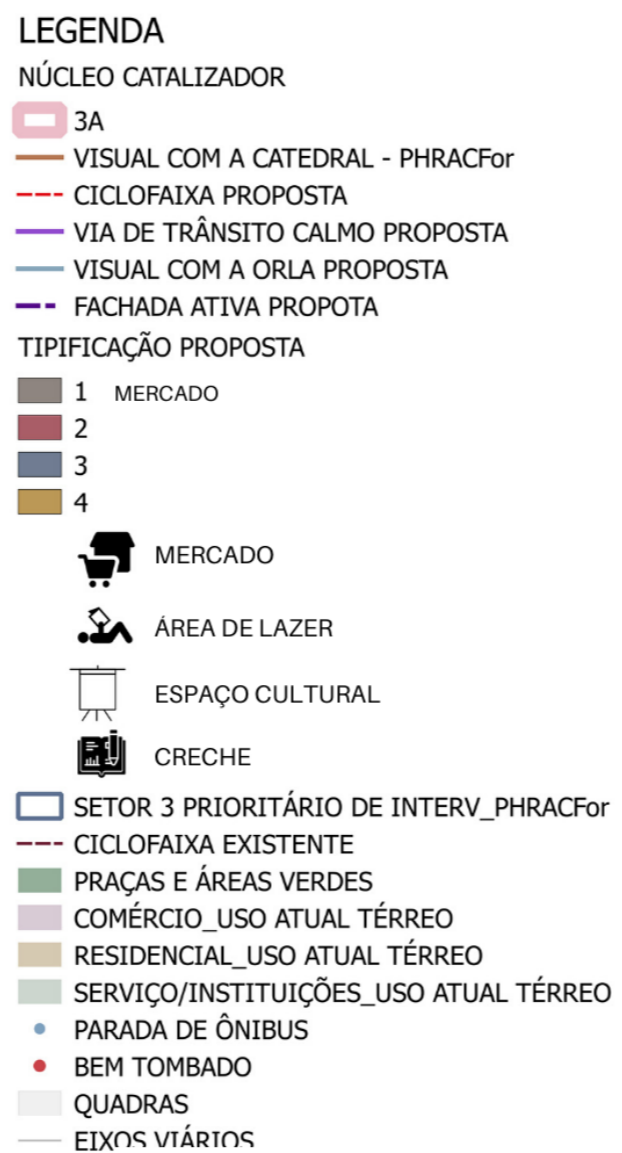 LEGENDA
NÚCLEO CATALIZADOR
3A
VISUAL COM A CATEDRAL - PHRACFor
CICLOFAIXA PROPOSTA
VIA DE TRÂNSITO CALMO PROPOSTA
VISUAL COM A ORLA PROPOSTA
FACHADA ATIVA PROPOTA
TIPIFICAÇÃO PROPOSTA
1 MERCADO
2
3
4
MERCADO
ÁREA DE LAZER
ESPAÇO CULTURAL
CRECHE
SETOR 3 PRIORITÁRIO DE INTERV_PHRACFor
CICLOFAIXA EXISTENTE
PRAÇAS E ÁREAS VERDES
COMÉRCIO_USO ATUAL TÉRREO
RESIDENCIAL_USO ATUAL TÉRREO
SERVIÇO/INSTITUIÇÕES_USO ATUAL TÉRREO
PARADA DE ÔNIBUS
BEM TOMBADO
QUADRAS
EIXOS VIÁRIOS